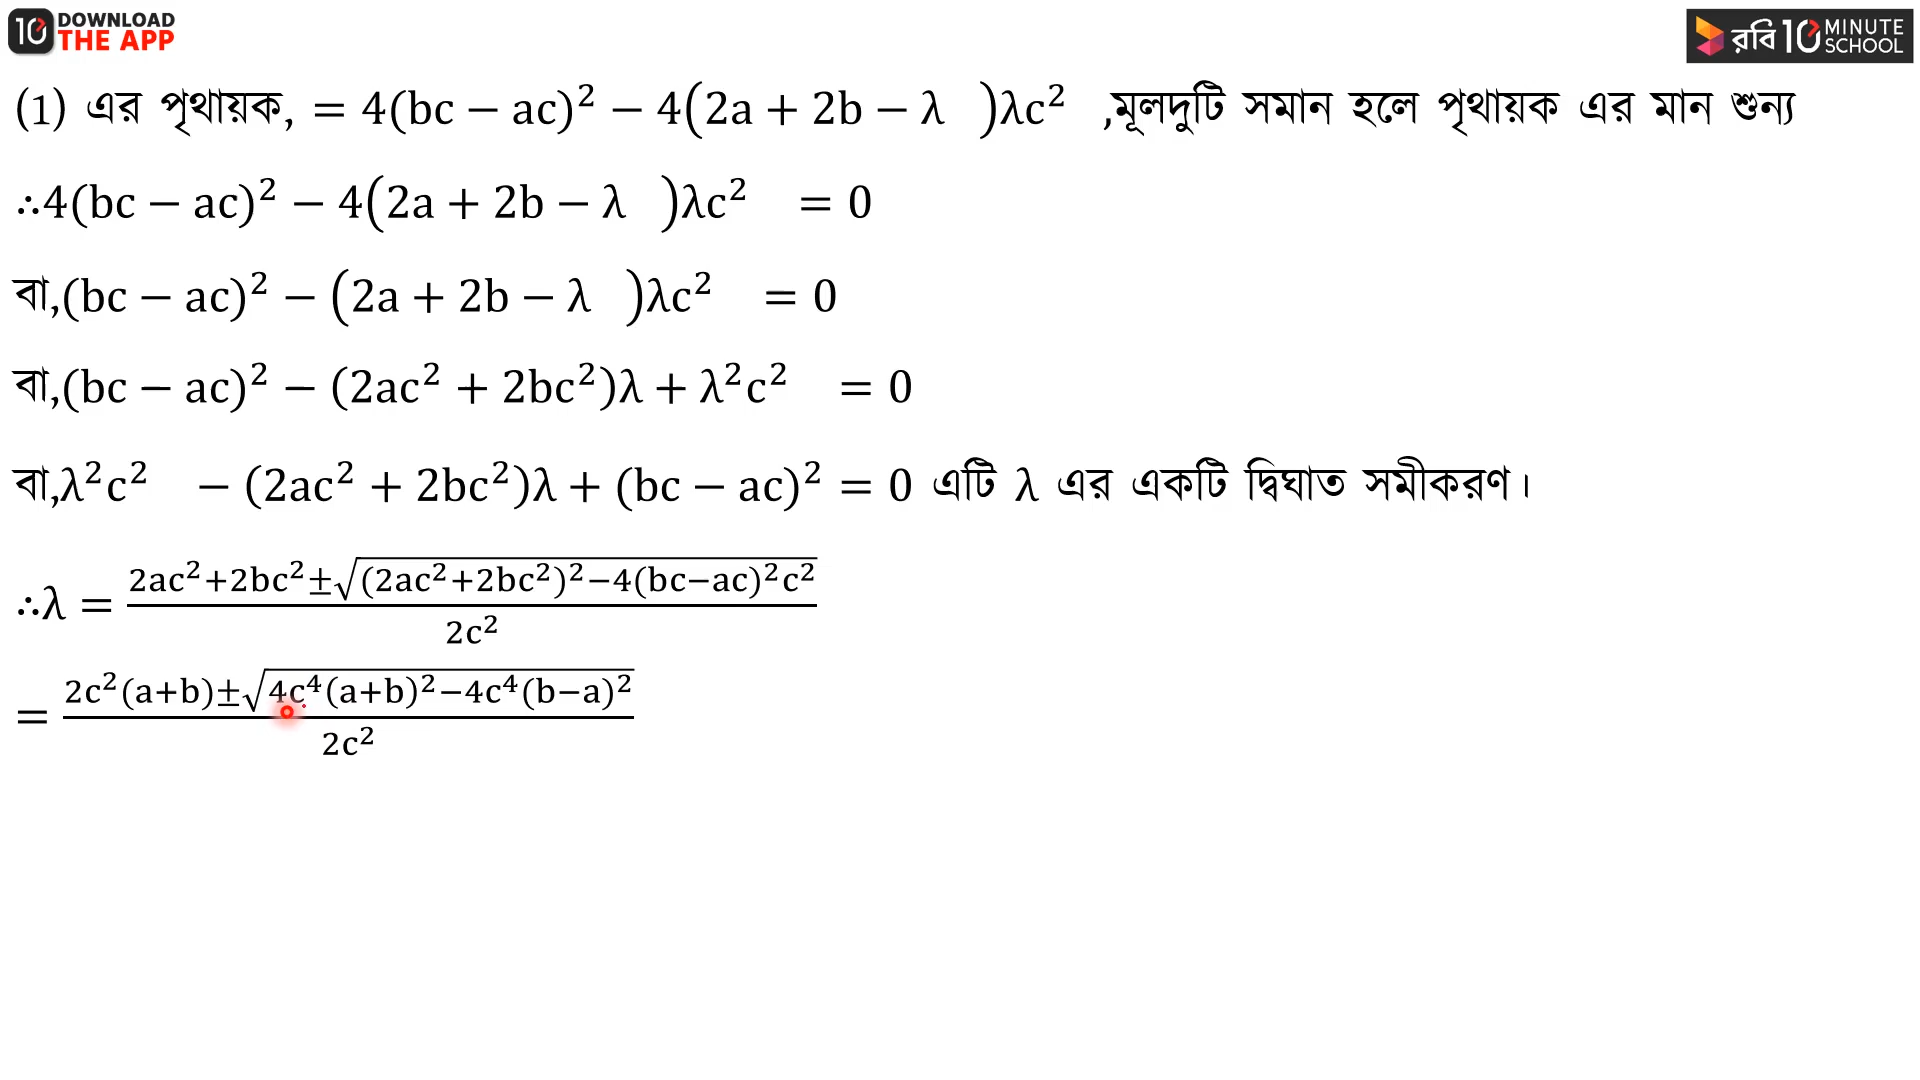 10 DOWNLOAD THE APP
রবি 10 MINUTE SCHOOL
(1) এর পৃথায়ক, = 4(bc − ac)² − 4(2a + 2b − λ )λc² ,মূলদুটি সমান হলে পৃথায়ক এর মান শুন্য
∴4(bc − ac)² − 4(2a + 2b − λ )λc² = 0
বা,(bc − ac)² − (2a + 2b − λ )λc² = 0
বা,(bc − ac)² − (2ac² + 2bc²)λ + λ²c² = 0
বা,λ²c² − (2ac² + 2bc²)λ + (bc − ac)² = 0 এটি λ এর একটি দ্বিঘাত সমীকরণ।
∴λ = (2ac²+2bc²±√((2ac²+2bc²)²−4(bc−ac)²c²))/(2c²)
= (2c²(a+b)±√(4c⁴(a+b)²−4c⁴(b−a)²))/(2c²)